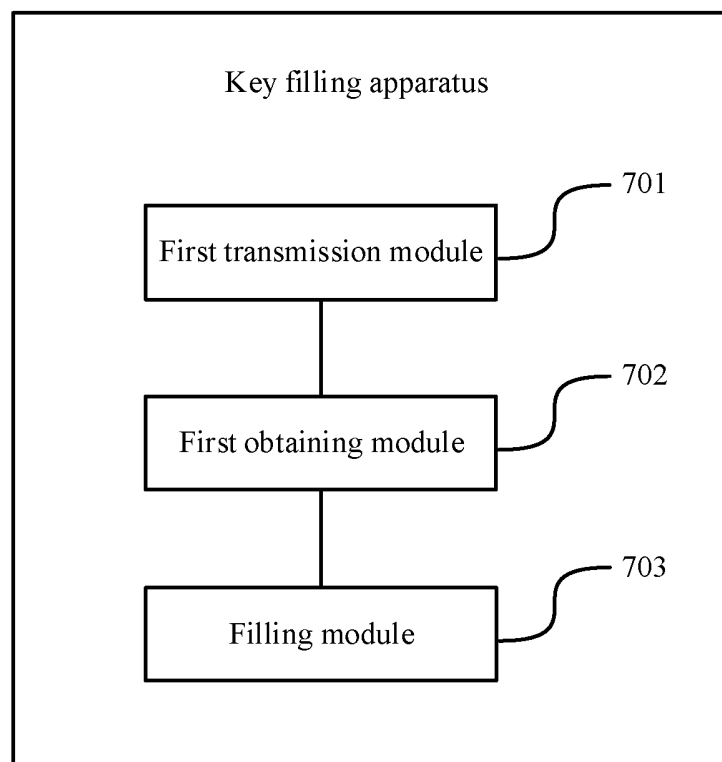 Key filling apparatus
701
First transmission module
702
First obtaining module
703
Filling module